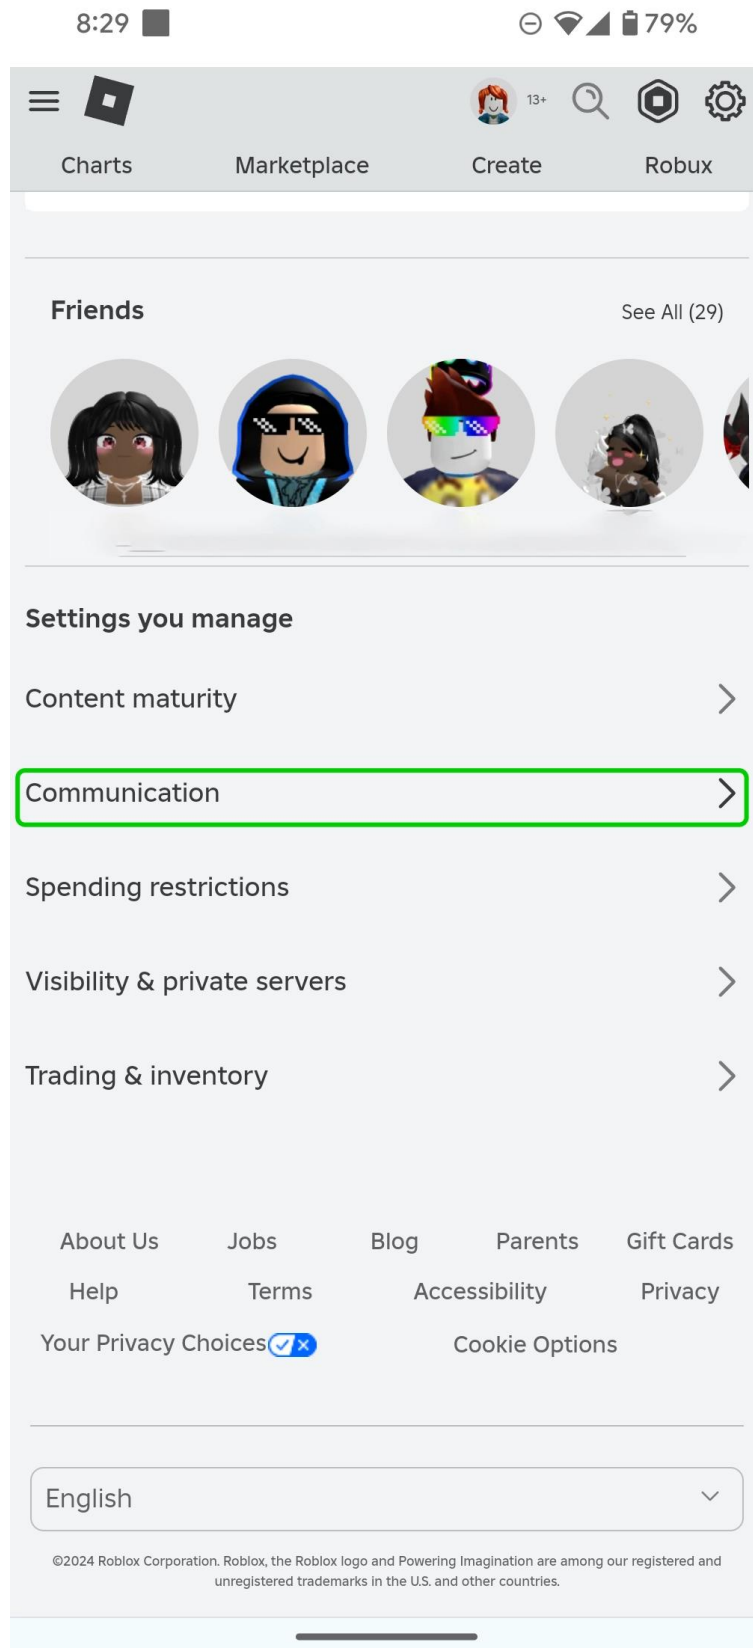 8:29 79%
13+
Charts Marketplace Create Robux
Friends See All (29)
Settings you manage
Content maturity
Communication
Spending restrictions
Visibility & private servers
Trading & inventory
About Us Jobs Blog Parents Gift Cards
Help Terms Accessibility Privacy
Your Privacy Choices Cookie Options
English
©2024 Roblox Corporation. Roblox, the Roblox logo and Powering Imagination are among our registered and
unregistered trademarks in the U.S. and other countries.